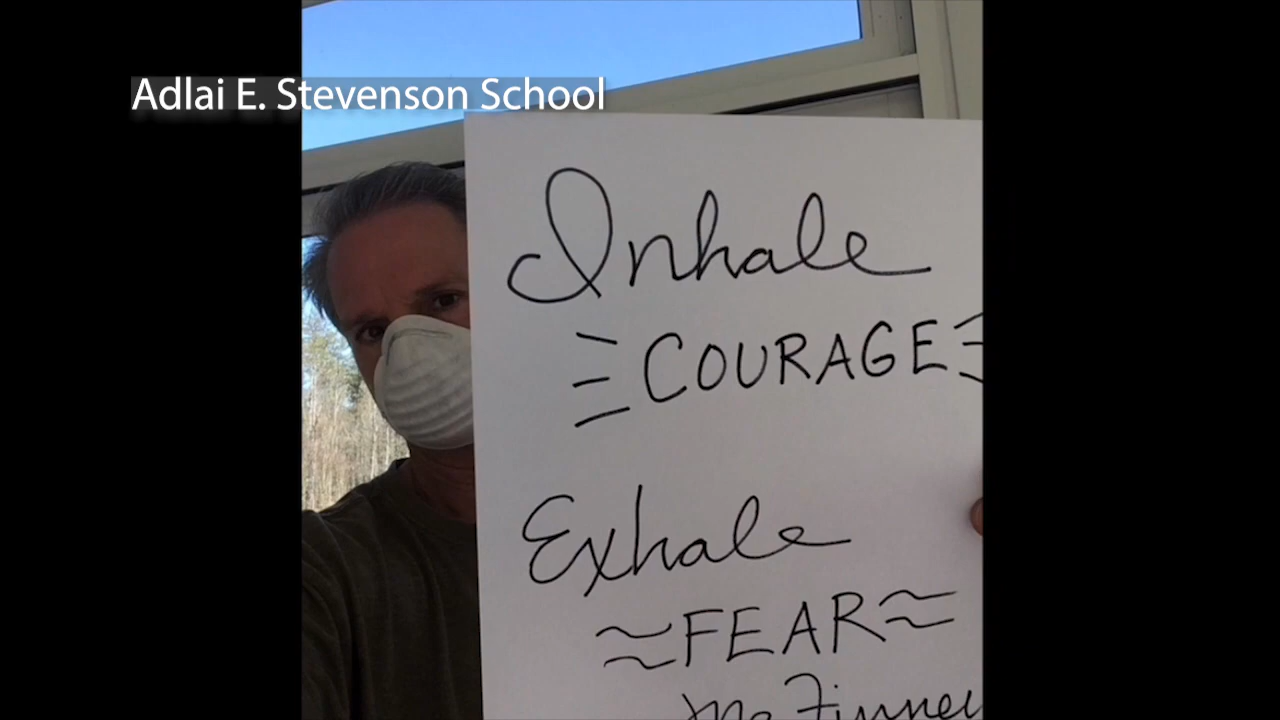 Adlai E. Stevenson School
Inhale
COURAGE
Exhale
FEAR